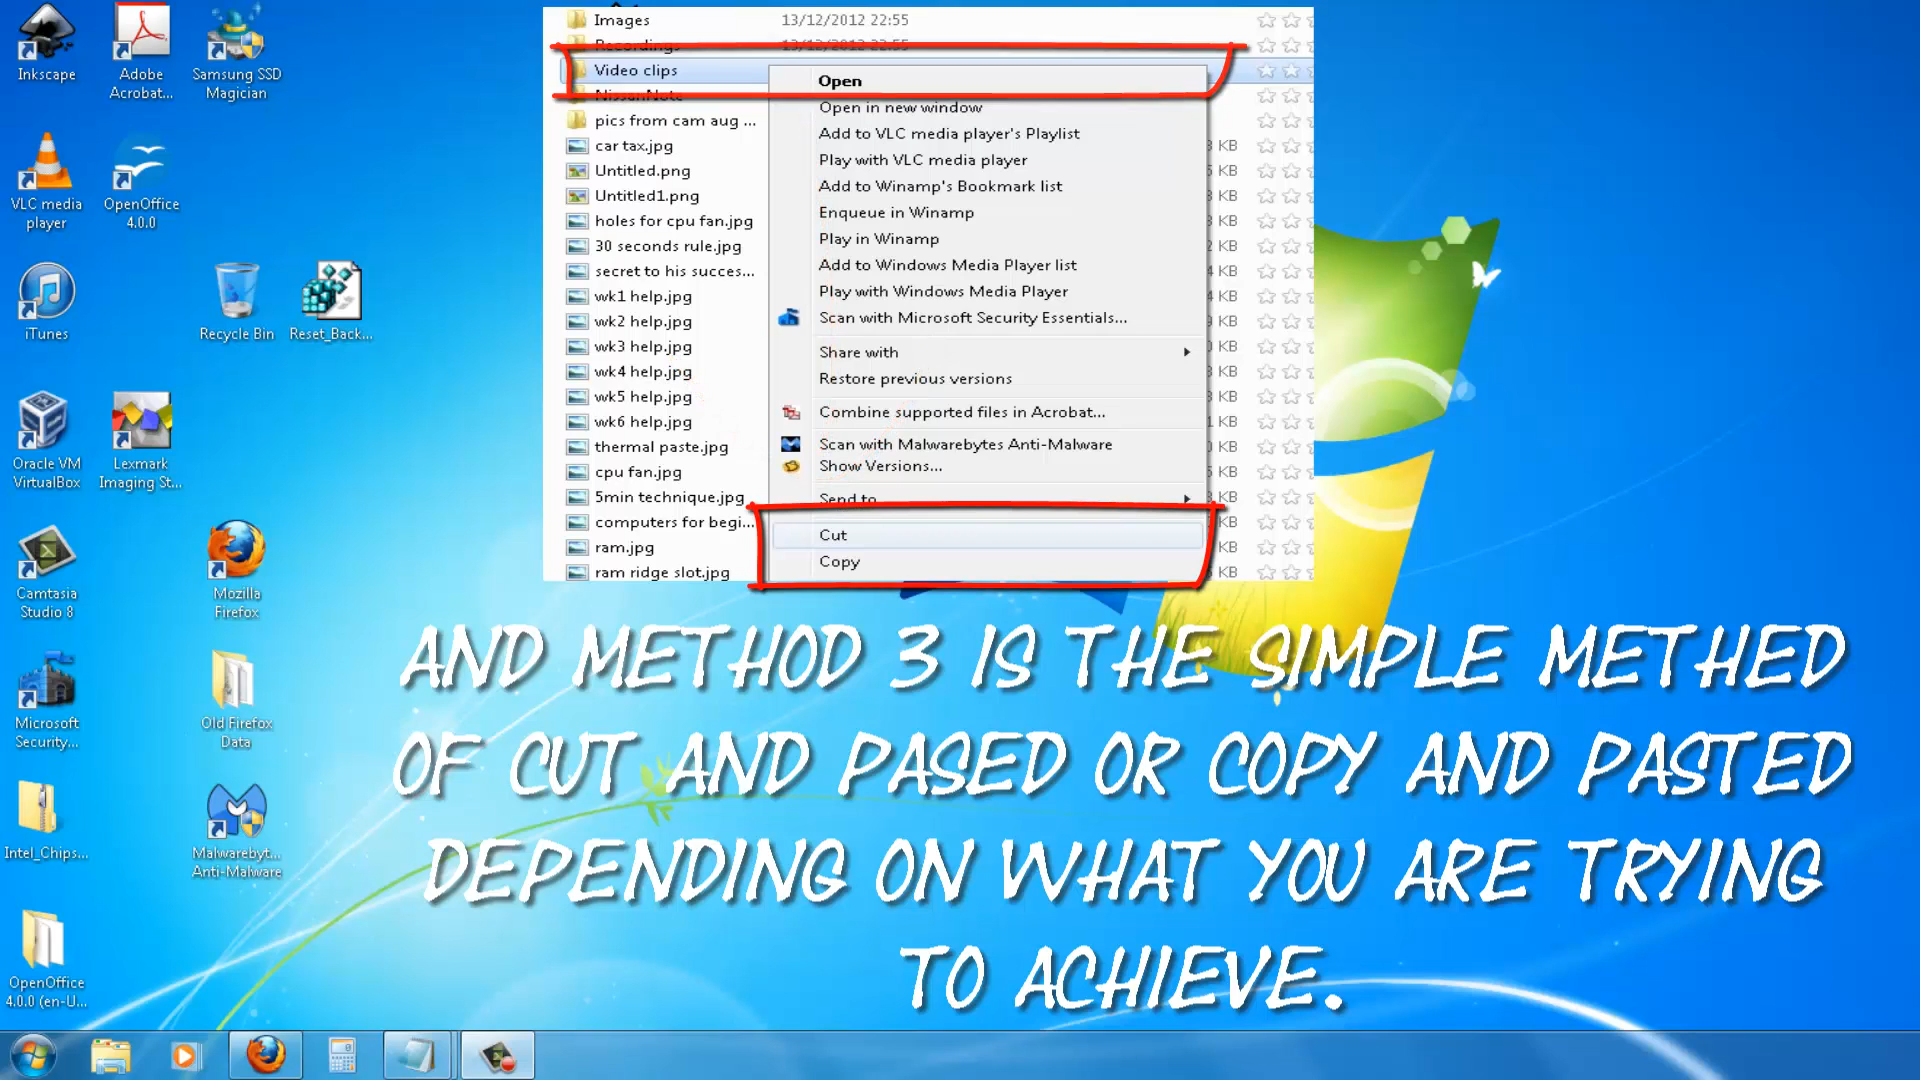 Inkscape
Adobe
Acrobat...
Samsung SSD
Magician
VLC media
player
OpenOffice
4.0.0
iTunes
Recycle Bin
Reset_Back...
Oracle VM
VirtualBox
Lexmark
Imaging St...
Camtasia
Studio 8
Mozilla
Firefox
Microsoft
Security...
Old Firefox
Data
Intel_Chips...
Malwarebyt...
Anti-Malware
OpenOffice
4.0.0 (en-U...
Images 13/12/2012 22:55
Recordings 13/12/2012 22:55
Video clips
NissanNote
pics from cam aug ...
car tax.jpg
Untitled.png
Untitled1.png
holes for cpu fan.jpg
30 seconds rule.jpg
secret to his succes...
wk1 help.jpg
wk2 help.jpg
wk3 help.jpg
wk4 help.jpg
wk5 help.jpg
wk6 help.jpg
thermal paste.jpg
cpu fan.jpg
5min technique.jpg
computers for begi...
ram.jpg
ram ridge slot.jpg
Open
Open in new window
Add to VLC media player's Playlist
Play with VLC media player
Add to Winamp's Bookmark list
Enqueue in Winamp
Play in Winamp
Add to Windows Media Player list
Play with Windows Media Player
Scan with Microsoft Security Essentials...
Share with
Restore previous versions
Combine supported files in Acrobat...
Scan with Malwarebytes Anti-Malware
Show Versions...
Send to
Cut
Copy
AND METHOD 3 IS THE SIMPLE METHED
OF CUT AND PASED OR COPY AND PASTED
DEPENDING ON WHAT YOU ARE TRYING
TO ACHIEVE.